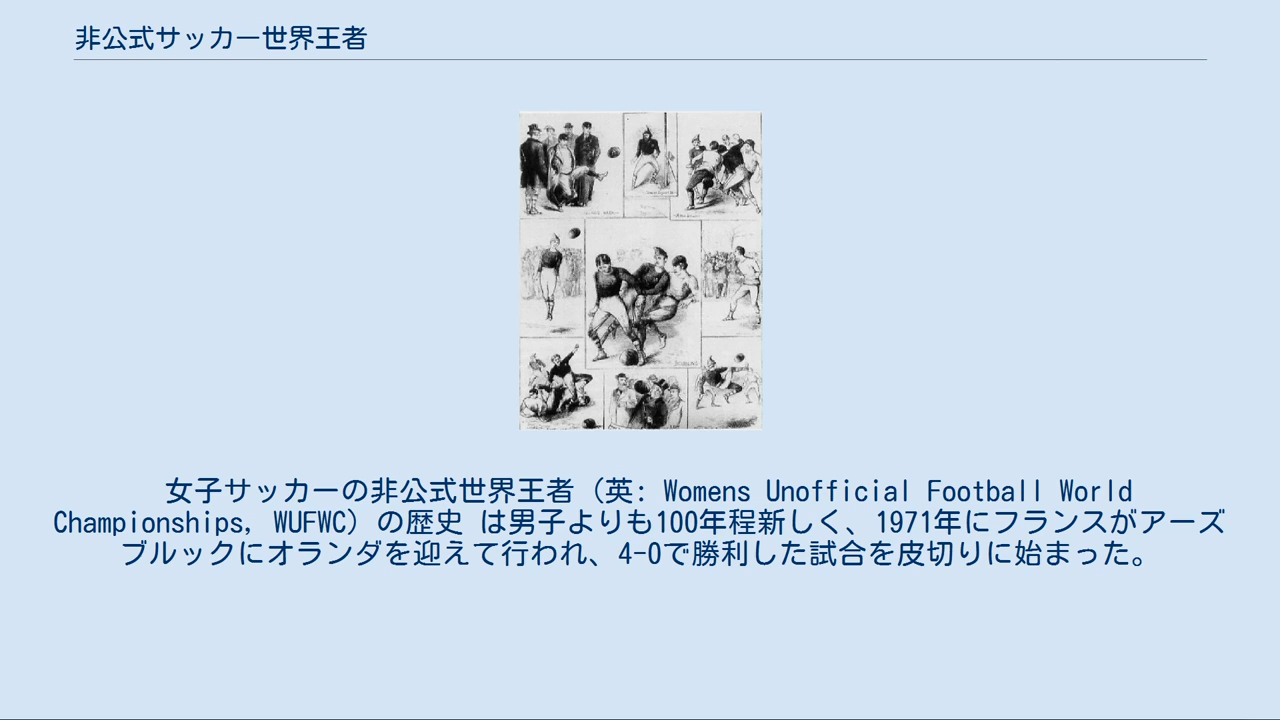 非公式サッカー世界王者
女子サッカーの非公式世界王者（英: Womens Unofficial Football World
Championships, WUFWC）の歴史 は男子よりも100年程新しく、1971年にフランスがアーズ
ブルックにオランダを迎えて行われ、4-0で勝利した試合を皮切りに始まった。